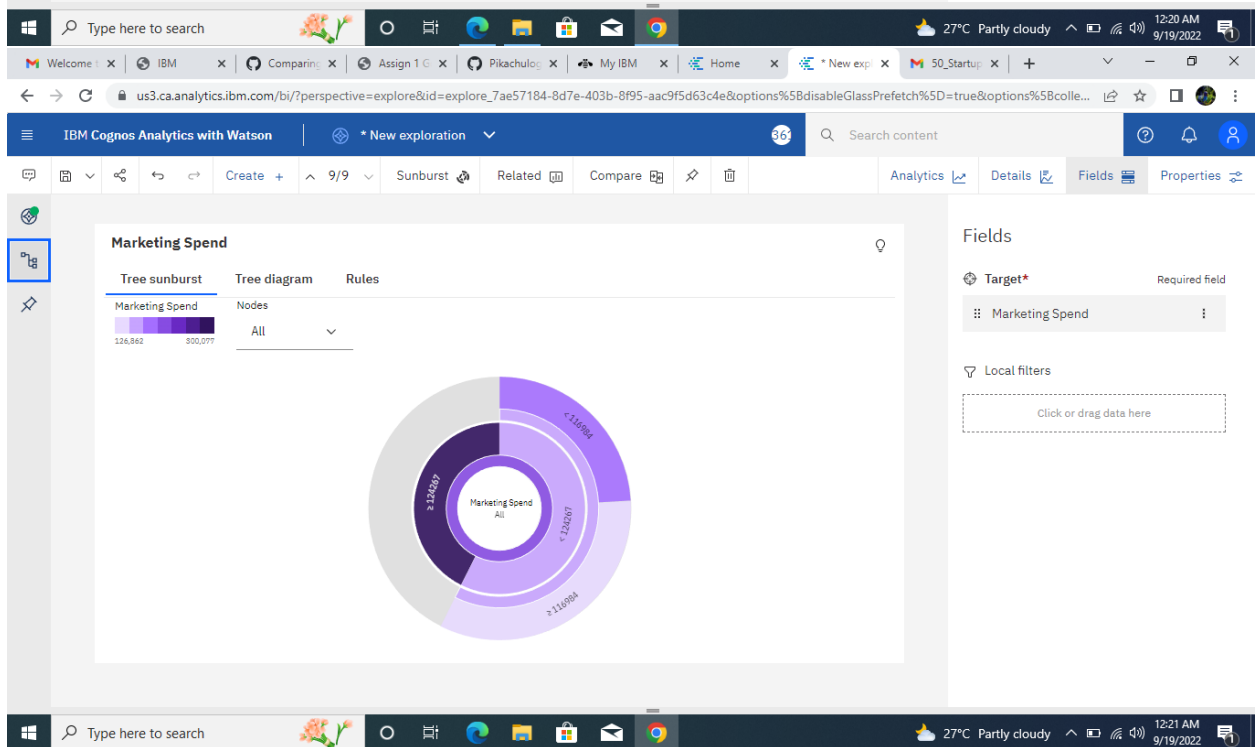 Type here to search
27°C Partly cloudy
12:20 AM
9/19/2022
1
Welcome t
IBM
Comparing
Assign 1 G
Pikachulog
My IBM
Home
* New expl
50_Startup
us3.ca.analytics.ibm.com/bi/?perspective=explore&id=explore_7ae57184-8d7e-403b-8f95-aac9f5d63c4e&options%5BdisableGlassPrefetch%5D=true&options%5Bcolle...
IBM Cognos Analytics with Watson
* New exploration
Search content
Create +
9/9
Sunburst
Related
Compare
Analytics
Details
Fields
Properties
Marketing Spend
Tree sunburst
Tree diagram
Rules
Marketing Spend
126,862
300,077
Nodes
All
< 116984
≥ 124267
Marketing Spend
All
< 124267
≥ 116984
Fields
Target*
Required field
Marketing Spend
Local filters
Click or drag data here
Type here to search
27°C Partly cloudy
12:21 AM
9/19/2022
1